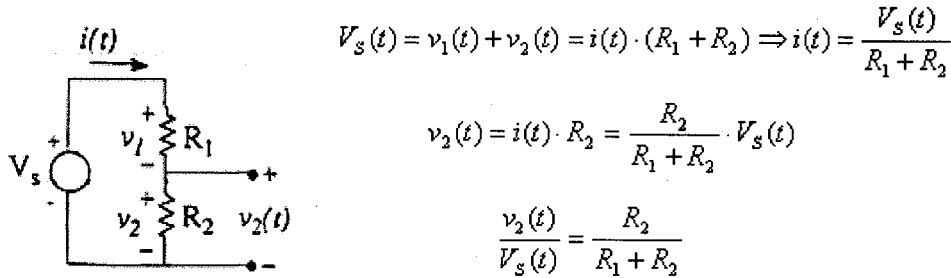 i(t)
+
V_s
-
+
v_1
-
R_1
+
v_2
-
R_2
+
v_2(t)
-
V_S(t) = v_1(t) + v_2(t) = i(t) · (R_1 + R_2) ⇒ i(t) = V_S(t) / (R_1 + R_2)
v_2(t) = i(t) · R_2 = R_2 / (R_1 + R_2) · V_S(t)
v_2(t) / V_S(t) = R_2 / (R_1 + R_2)